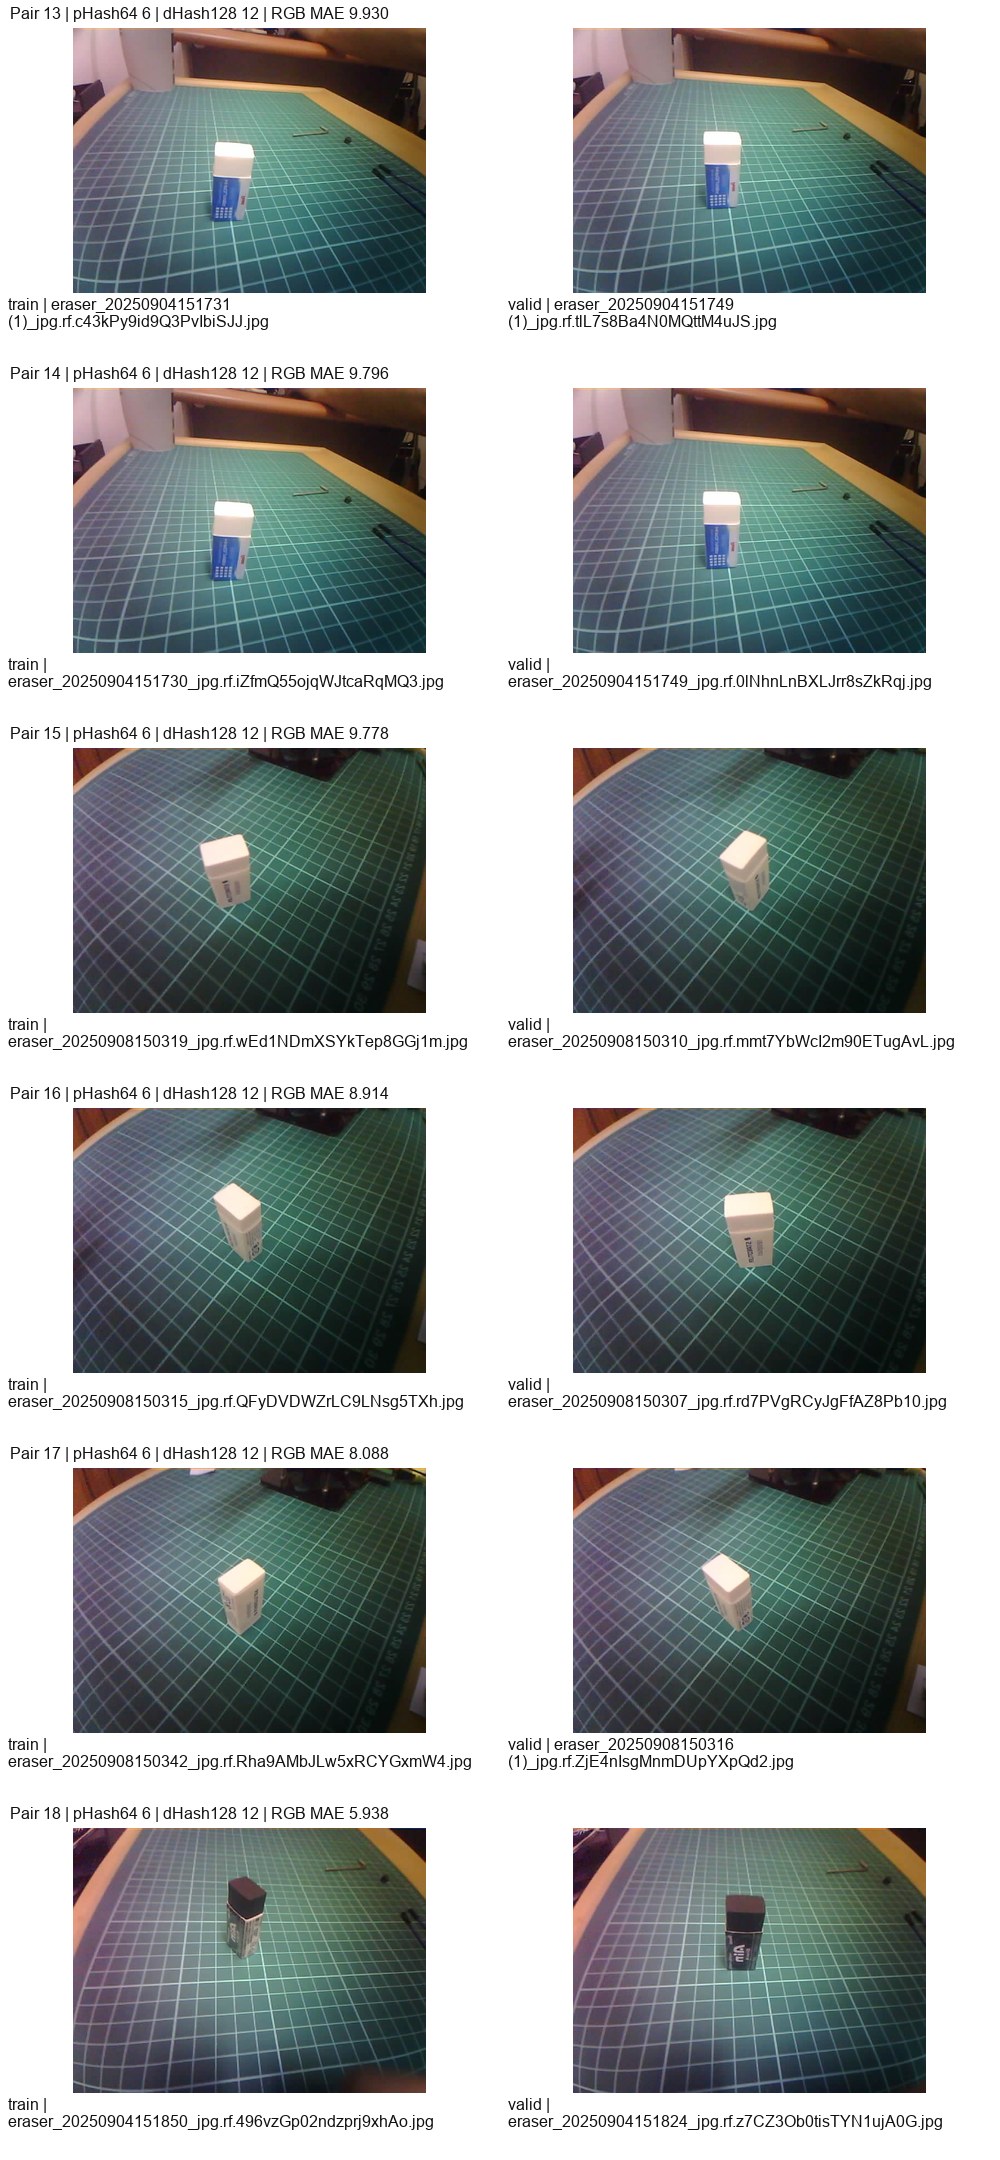 Pair 13 | pHash64 6 | dHash128 12 | RGB MAE 9.930
train | eraser_20250904151731
(1)_jpg.rf.c43kPy9id9Q3PvIbiSJJ.jpg
valid | eraser_20250904151749
(1)_jpg.rf.tlL7s8Ba4N0MQttM4uJS.jpg
Pair 14 | pHash64 6 | dHash128 12 | RGB MAE 9.796
train |
eraser_20250904151730_jpg.rf.iZfmQ55ojqWJtcaRqMQ3.jpg
valid |
eraser_20250904151749_jpg.rf.0lNhnLnBXLJrr8sZkRqj.jpg
Pair 15 | pHash64 6 | dHash128 12 | RGB MAE 9.778
train |
eraser_20250908150319_jpg.rf.wEd1NDmXSYkTep8GGj1m.jpg
valid |
eraser_20250908150310_jpg.rf.mmt7YbWcI2m90ETugAvL.jpg
Pair 16 | pHash64 6 | dHash128 12 | RGB MAE 8.914
train |
eraser_20250908150315_jpg.rf.QFyDVDWZrLC9LNsg5TXh.jpg
valid |
eraser_20250908150307_jpg.rf.rd7PVgRCyJgFfAZ8Pb10.jpg
Pair 17 | pHash64 6 | dHash128 12 | RGB MAE 8.088
train |
eraser_20250908150342_jpg.rf.Rha9AMbJLw5xRCYGxmW4.jpg
valid | eraser_20250908150316
(1)_jpg.rf.ZjE4nIsgMnmDUpYXpQd2.jpg
Pair 18 | pHash64 6 | dHash128 12 | RGB MAE 5.938
train |
eraser_20250904151850_jpg.rf.496vzGp02ndzprj9xhAo.jpg
valid |
eraser_20250904151824_jpg.rf.z7CZ3Ob0tisTYN1ujA0G.jpg